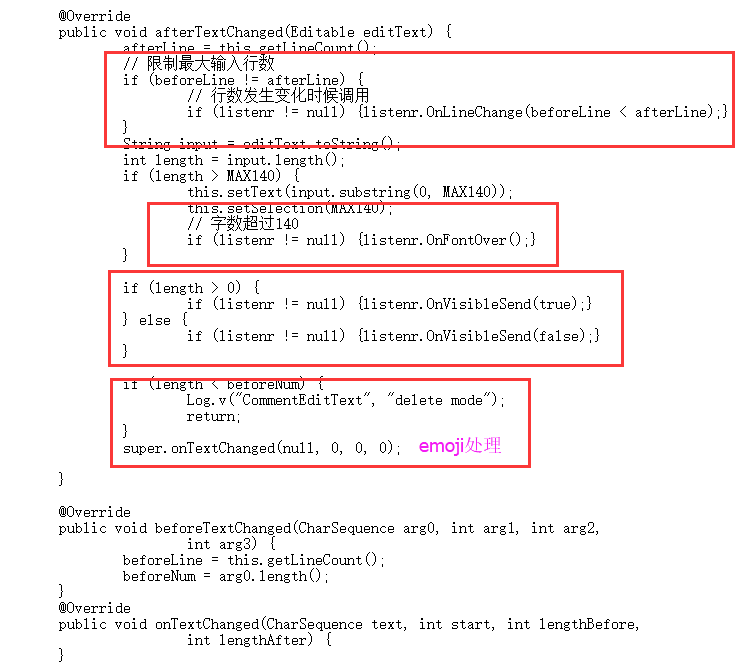 @Override
public void afterTextChanged(Editable editText) {
afterLine = this.getLineCount();
// 限制最大输入行数
if (beforeLine != afterLine) {
// 行数发生变化时候调用
if (listenr != null) {listenr.OnLineChange(beforeLine < afterLine);}
}
String input = editText.toString();
int length = input.length();
if (length > MAX140) {
this.setText(input.substring(0, MAX140));
this.setSelection(MAX140);
// 字数超过140
if (listenr != null) {listenr.OnFontOver();}
}
if (length > 0) {
if (listenr != null) {listenr.OnVisibleSend(true);}
} else {
if (listenr != null) {listenr.OnVisibleSend(false);}
}
if (length < beforeNum) {
Log.v("CommentEditText", "delete mode");
return;
}
super.onTextChanged(null, 0, 0, 0); emoji处理
}
@Override
public void beforeTextChanged(CharSequence arg0, int arg1, int arg2,
int arg3) {
beforeLine = this.getLineCount();
beforeNum = arg0.length();
}
@Override
public void onTextChanged(CharSequence text, int start, int lengthBefore,
int lengthAfter) {
}